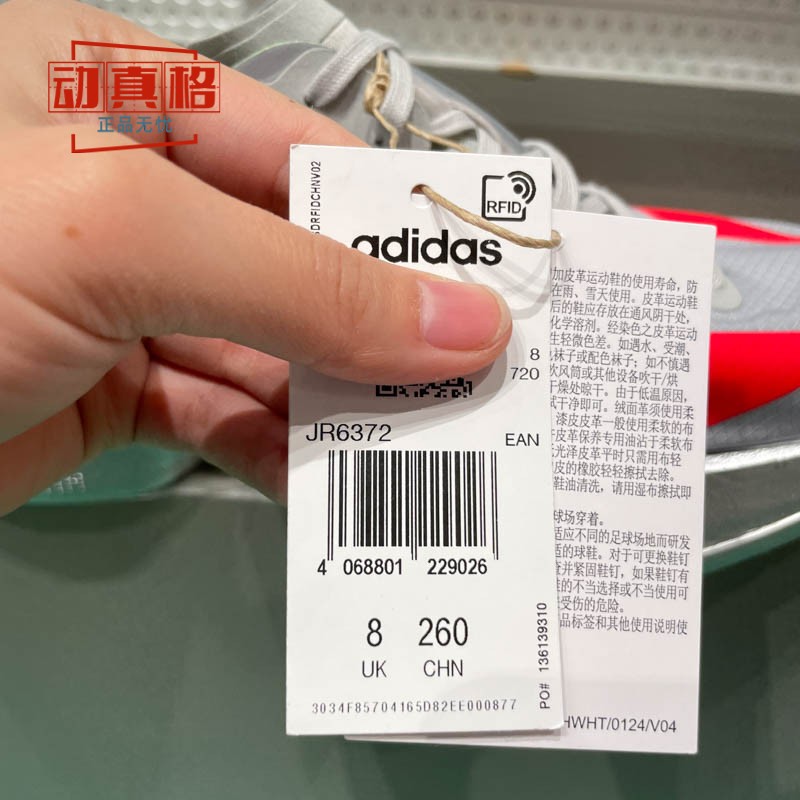 动真格
正品无忧
RFID
adidas
8
720
JR6372
EAN
4 068801 229026
8 260
UK CHN
3034F85704165D82EE000877
PO# 136139310
DRFIDCHNV02
加皮革运动鞋的使用寿命，防
在雨、雪天使用。皮革运动鞋
后的鞋应存放在通风阴干处，
化学溶剂。经染色之皮革运动
生轻微色差。如遇水、受潮、
袜子或配色袜子；如不慎遇
吹风筒或其他设备吹干/烘
干燥处晾干。由于低温原因，
拭干净即可。绒面革须使用柔
漆皮皮革一般使用柔软的布
皮革保养专用油沾于柔软布
光泽皮革平时只需用布轻
皮的橡胶轻轻擦拭去除。
鞋油清洗，请用湿布擦拭即
球场穿着。
适应不同的足球场地而研发
适的球鞋。对于可更换鞋钉
查并紧固鞋钉，如果鞋钉有
的不当选择或不当使用可
受伤的危险。
品标签和其他使用说明使
HWHT/0124/V04